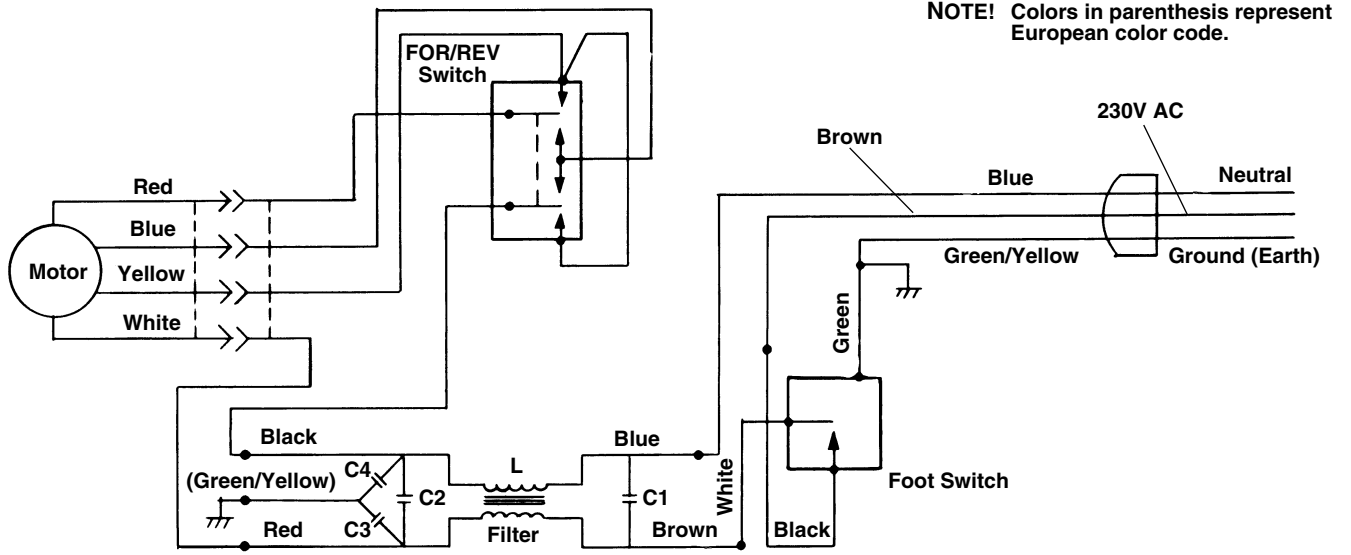 NOTE! Colors in parenthesis represent
European color code.
FOR/REV
Switch
230V AC
Brown
Red
Blue
Neutral
Blue
Motor
Yellow
Green/Yellow
Ground (Earth)
White
Green
Black
Blue
L
C4
(Green/Yellow)
C2
C1
White
Foot Switch
C3
Red
Filter
Brown
Black